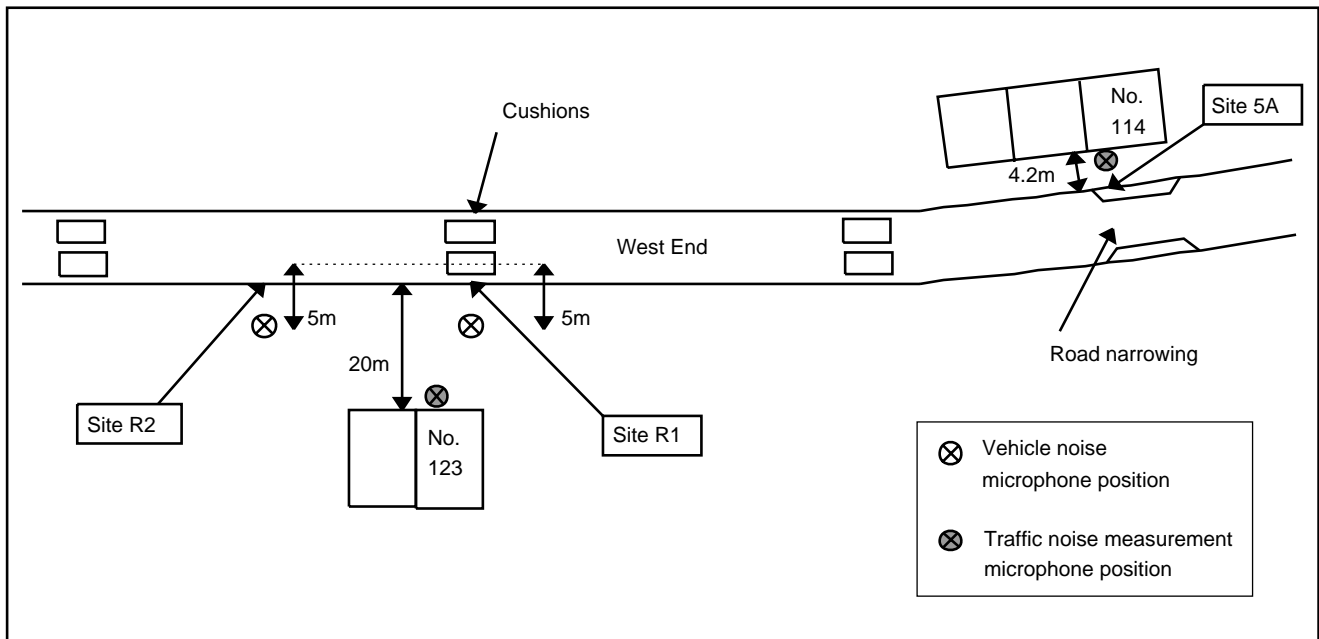 No.
114
Site 5A
Cushions
4.2m
West End
5m
5m
Road narrowing
20m
Site R2
Site R1
No.
123
Vehicle noise
microphone position
Traffic noise measurement
microphone position